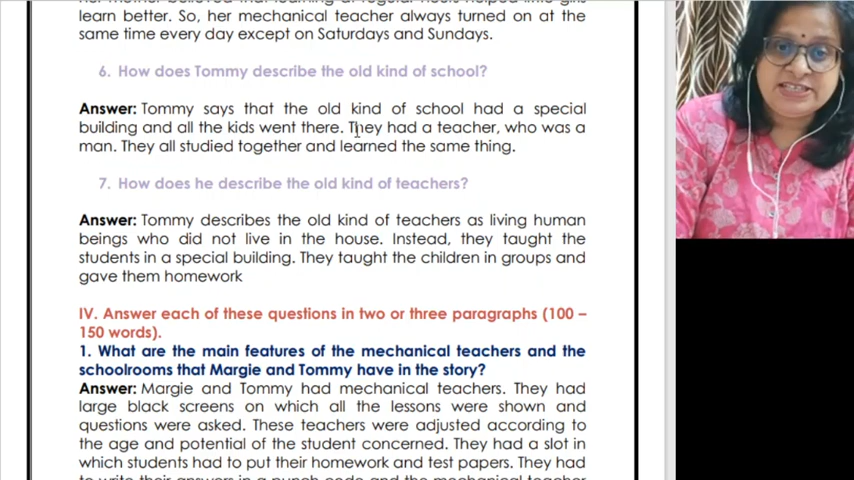 her mother believed that learning at regular hours helped little girls
learn better. So, her mechanical teacher always turned on at the
same time every day except on Saturdays and Sundays.
6. How does Tommy describe the old kind of school?
Answer: Tommy says that the old kind of school had a special
building and all the kids went there. They had a teacher, who was a
man. They all studied together and learned the same thing.
7. How does he describe the old kind of teachers?
Answer: Tommy describes the old kind of teachers as living human
beings who did not live in the house. Instead, they taught the
students in a special building. They taught the children in groups and
gave them homework
IV. Answer each of these questions in two or three paragraphs (100 –
150 words).
1. What are the main features of the mechanical teachers and the
schoolrooms that Margie and Tommy have in the story?
Answer: Margie and Tommy had mechanical teachers. They had
large black screens on which all the lessons were shown and
questions were asked. These teachers were adjusted according to
the age and potential of the student concerned. They had a slot in
which students had to put their homework and test papers. They had
to write their answers in a punch code and the mechanical teacher